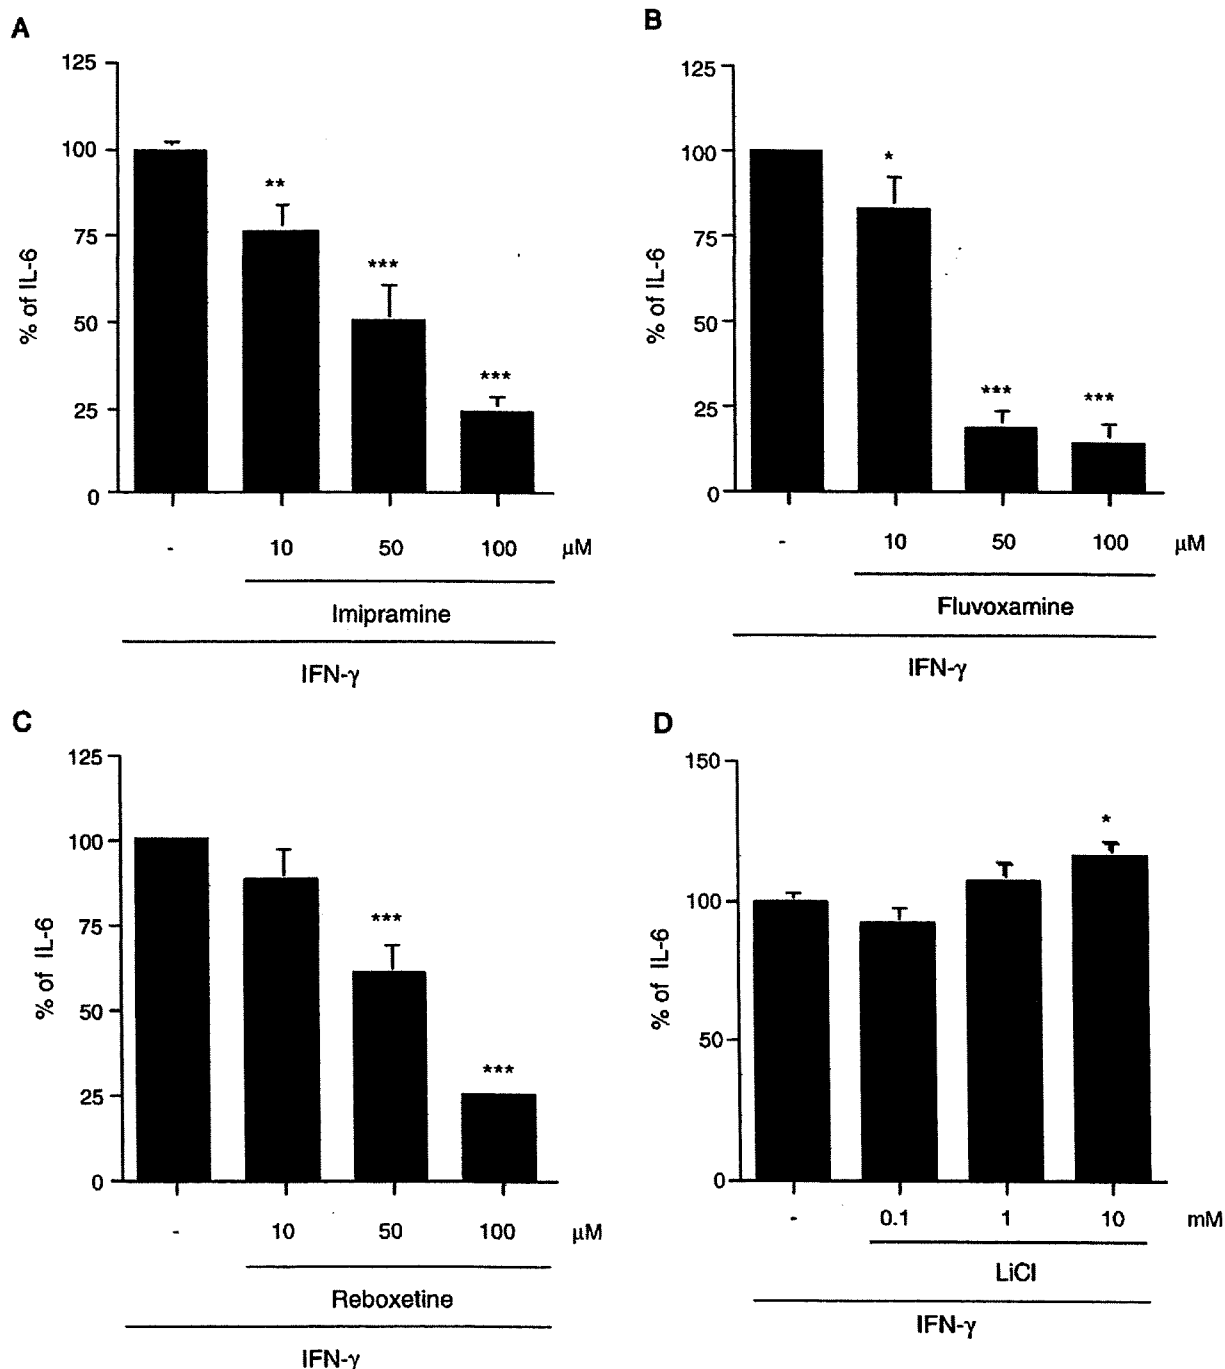 A
% of IL-6
125
100
75
50
25
0
**
***
***
- 10 50 100 μM
Imipramine
IFN-γ
B
% of IL-6
125
100
75
50
25
0
*
***
***
- 10 50 100 μM
Fluvoxamine
IFN-γ
C
% of IL-6
125
100
75
50
25
0
***
***
- 10 50 100 μM
Reboxetine
IFN-γ
D
% of IL-6
150
100
50
0
*
- 0.1 1 10 mM
LiCl
IFN-γ